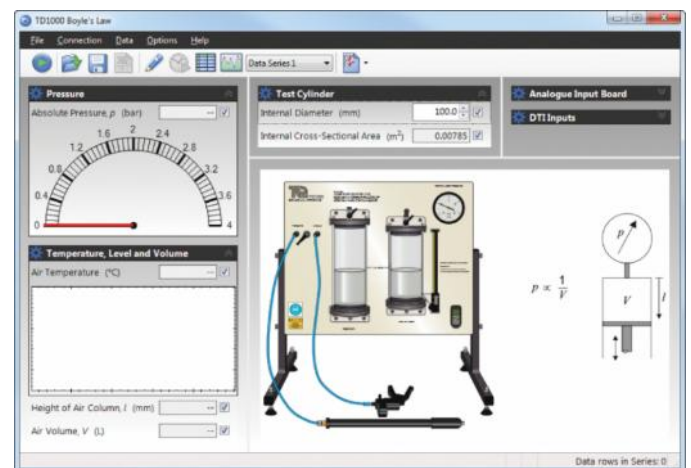 TD1000 Boyle's Law
File Connection Data Options Help
Data Series 1
Pressure
Absolute Pressure, p (bar) --
0 0.4 0.8 1.2 1.6 2 2.4 2.8 3.2 3.6 4
Temperature, Level and Volume
Air Temperature (°C) --
Height of Air Column, l (mm) --
Air Volume, V (L) --
Test Cylinder
Internal Diameter (mm) 100.0
Internal Cross-Sectional Area (m²) 0.00785
Analogue Input Board
DTI Inputs
p ∝ 1/V
p
V
l
Data rows in Series: 0